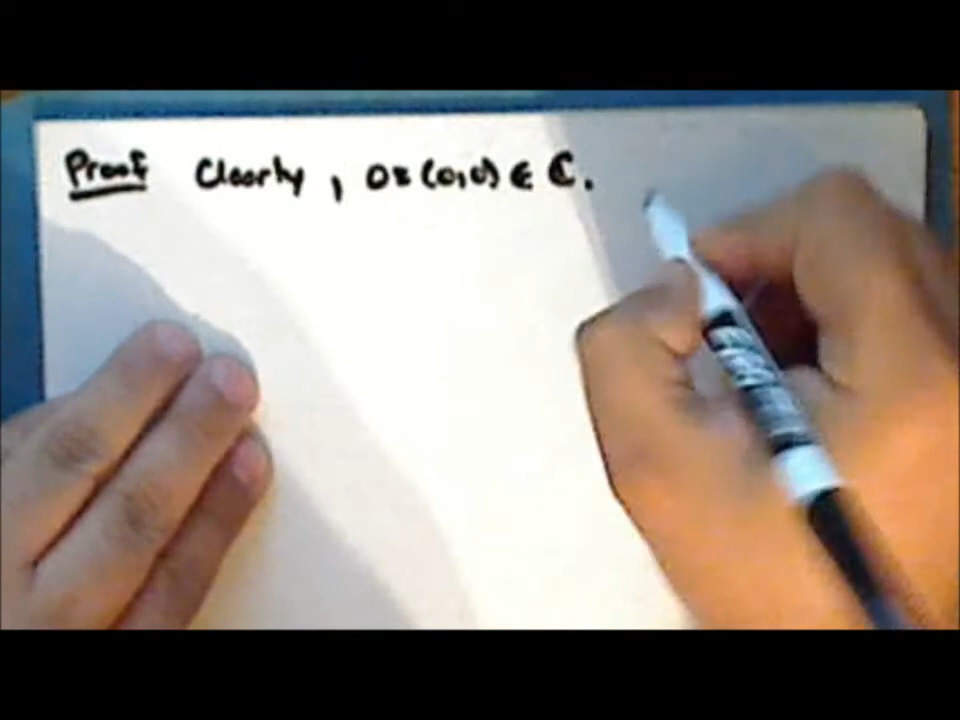 Proof Clearly, 0=(0,0) ∈ ℂ.